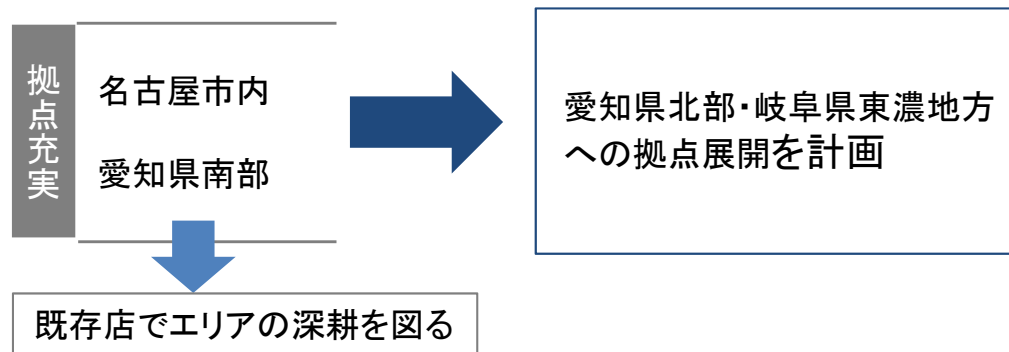 拠点充実
名古屋市内
愛知県南部
愛知県北部・岐阜県東濃地方
への拠点展開を計画
既存店でエリアの深耕を図る